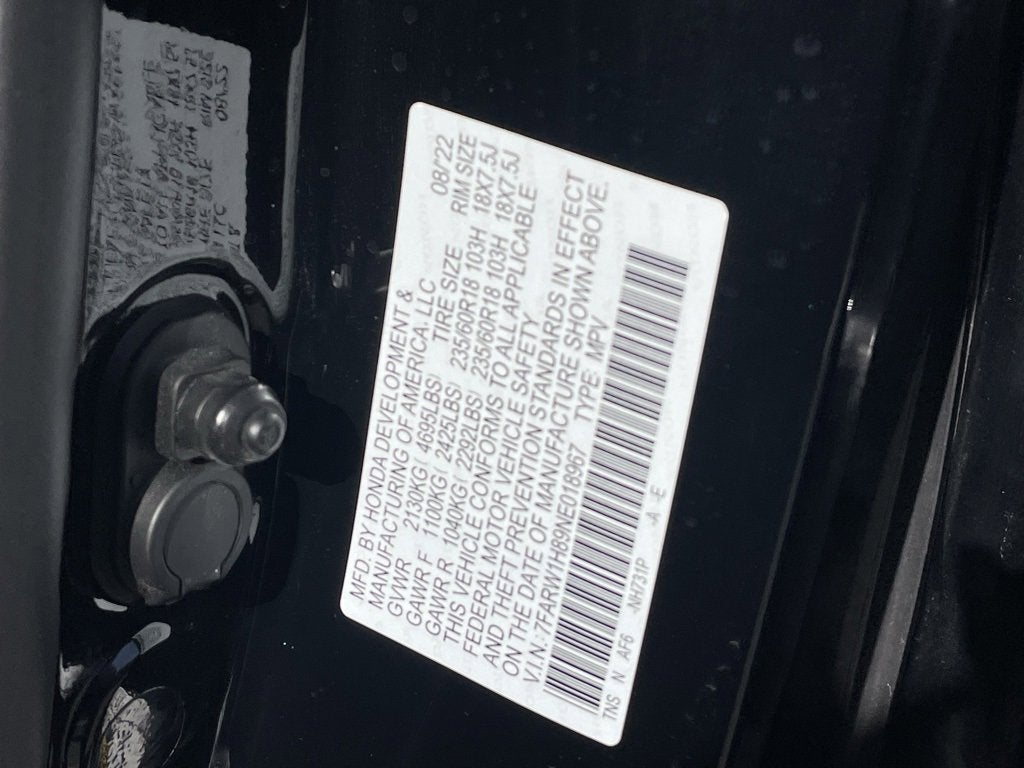 MFD. BY HONDA DEVELOPMENT &
MANUFACTURING OF AMERICA, LLC 08/22
GVWR 2130KG( 4695LBS) TIRE SIZE RIM SIZE
GAWR F 1100KG( 2425LBS) 235/60R18 103H 18X7.5J
GAWR R 1040KG( 2292LBS) 235/60R18 103H 18X7.5J
THIS VEHICLE CONFORMS TO ALL APPLICABLE
FEDERAL MOTOR VEHICLE SAFETY
AND THEFT PREVENTION STANDARDS IN EFFECT
ON THE DATE OF MANUFACTURE SHOWN ABOVE.
V.I.N.:7FARW1H89NE018967 TYPE: MPV
TNS N AF6 -NH731P -A -E